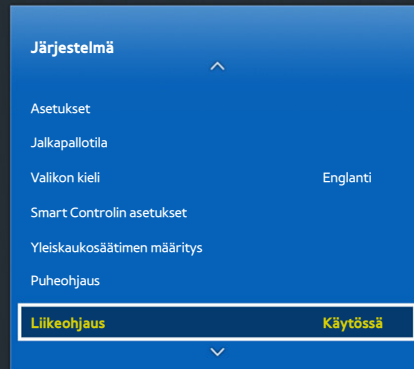 Järjestelmä
Asetukset
Jalkapallotila
Valikon kieli Englanti
Smart Controlin asetukset
Yleiskaukosäätimen määritys
Puheohjaus
Liikeohjaus Käytössä